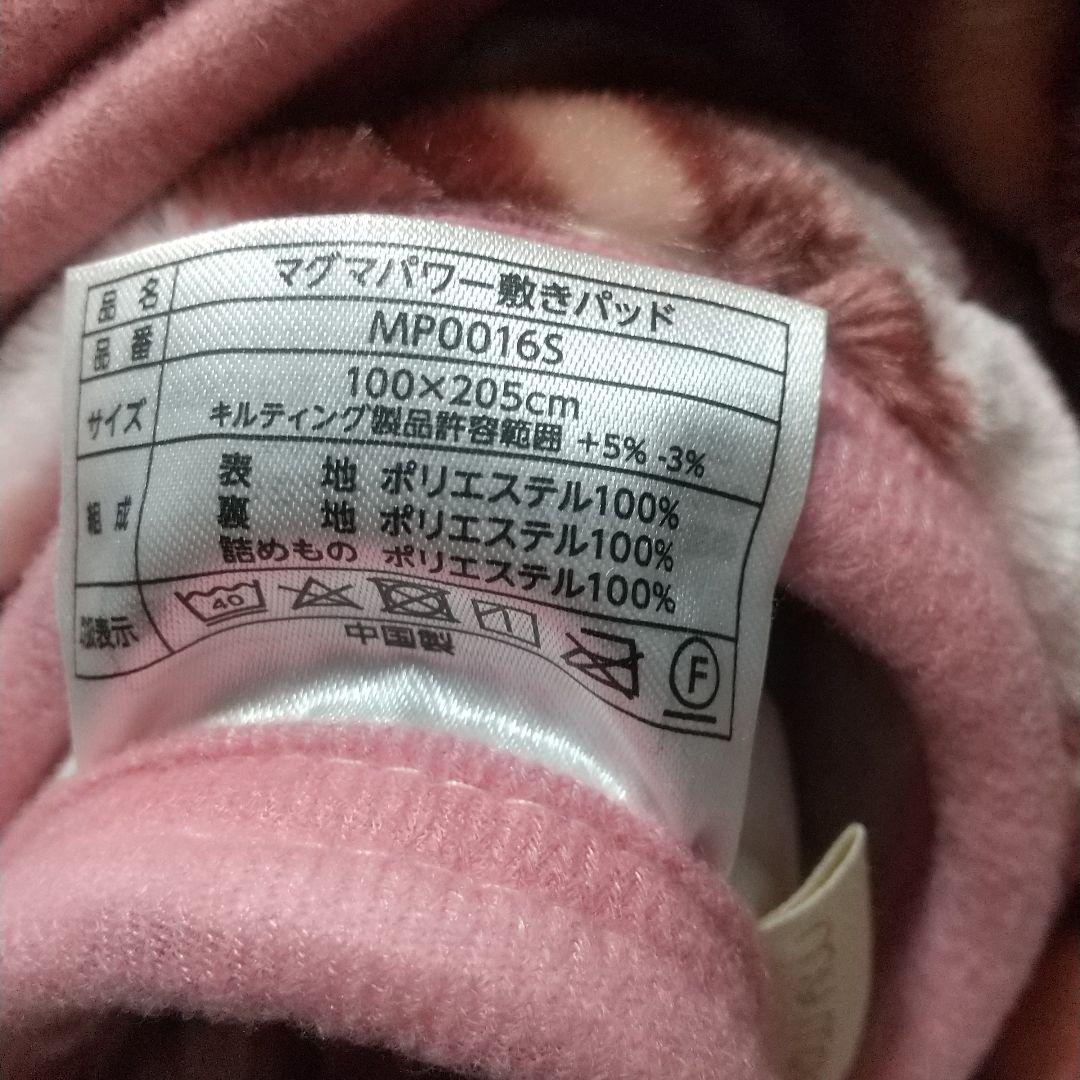 品名 マグマパワー敷きパッド
品番 MP0016S
サイズ 100×205cm
キルティング製品許容範囲 +5% -3%
組成 表地 ポリエステル100%
裏地 ポリエステル100%
詰めもの ポリエステル100%
表示 40 F
中国製